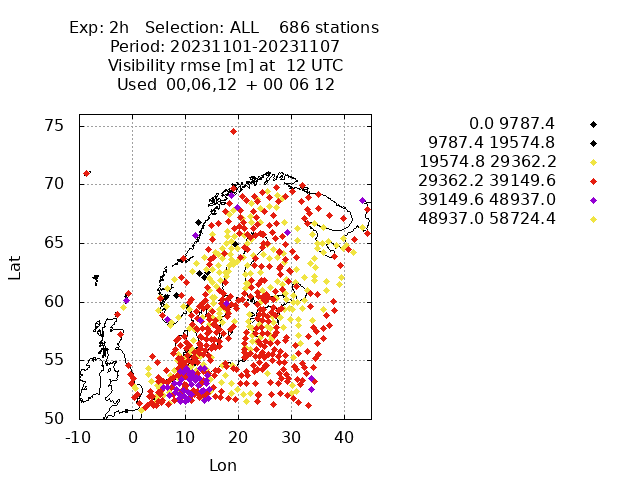 Exp: 2h   Selection: ALL    686 stations
Period: 20231101-20231107
Visibility rmse [m] at  12 UTC
Used  00,06,12  + 00 06 12
0.0 9787.4
9787.4 19574.8
19574.8 29362.2
29362.2 39149.6
39149.6 48937.0
48937.0 58724.4
75
70
65
60
55
50
Lat
-10 0 10 20 30 40
Lon